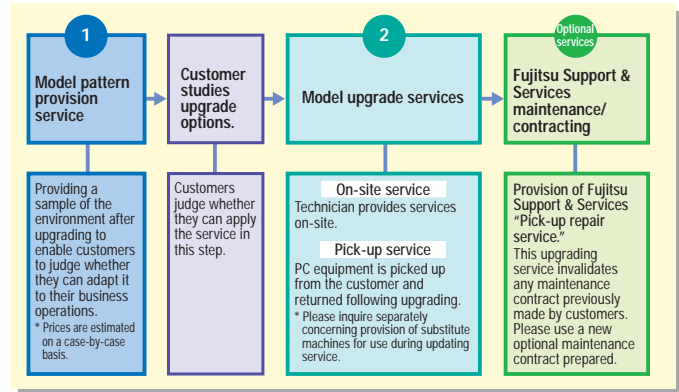 1
Model pattern
provision
service
Customer
studies
upgrade
options.
2
Model upgrade services
Optional
services
Fujitsu Support &
Services
maintenance/
contracting
Providing a
sample of the
environment after
upgrading to
enable customers
to judge whether
they can adapt it
to their business
operations.
* Prices are estimated
on a case-by-case
basis.
Customers
judge whether
they can apply
the service in
this step.
On-site service
Technician provides services
on-site.
Pick-up service
PC equipment is picked up
from the customer and
returned following upgrading.
* Please inquire separately
concerning provision of substitute
machines for use during updating
service.
Provision of Fujitsu
Support & Services
“Pick-up repair
service.”
This upgrading
service invalidates
any maintenance
contract previously
made by customers.
Please use a new
optional maintenance
contract prepared.